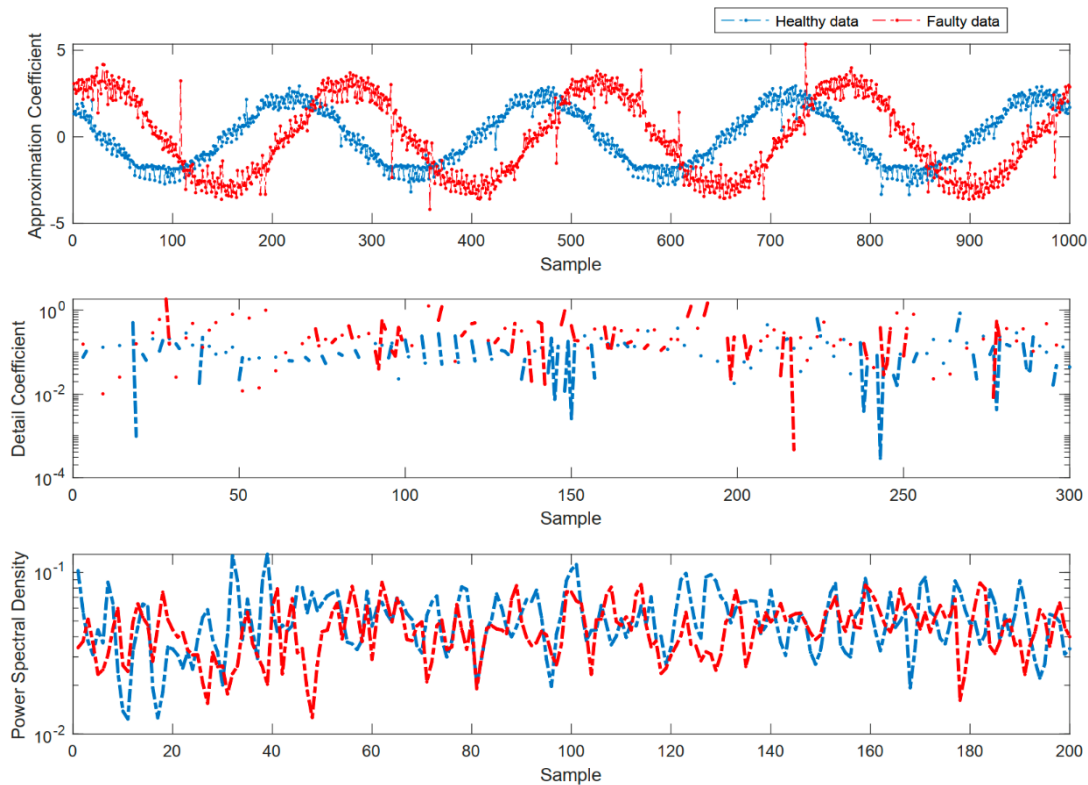 Healthy data Faulty data
Approximation Coefficient
5
0
-5
0 100 200 300 400 500 600 700 800 900 1000
Sample
Detail Coefficient
10^0
10^-2
10^-4
0 50 100 150 200 250 300
Sample
Power Spectral Density
10^-1
10^-2
0 20 40 60 80 100 120 140 160 180 200
Sample